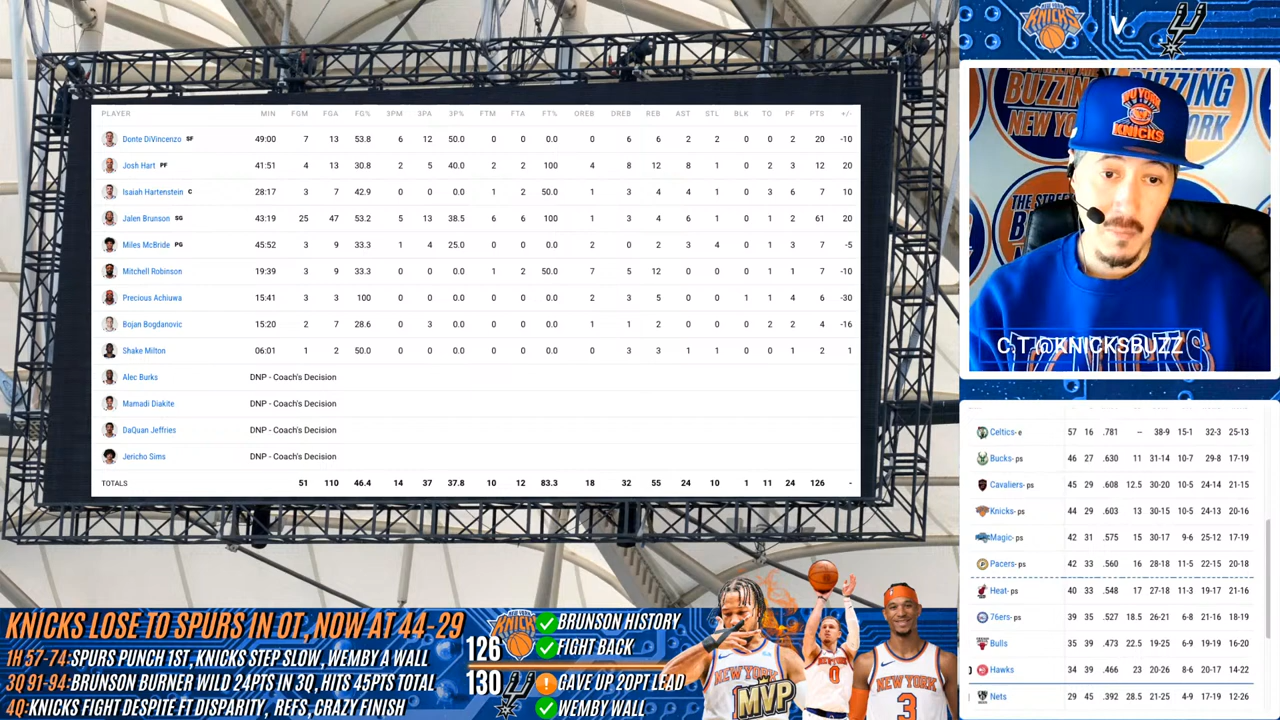 PLAYER MIN FGM FGA FG% 3PM 3PA 3P% FTM FTA FT% OREB DREB REB AST STL BLK TO PF PTS +/-
Donte DiVincenzo SF 49:00 7 13 53.8 6 12 50.0 0 0 0.0 0 6 6 2 2 0 0 2 20 -10
Josh Hart PF 41:51 4 13 30.8 2 5 40.0 2 2 100 4 8 12 8 1 0 2 3 12 20
Isaiah Hartenstein C 28:17 3 7 42.9 0 0 0.0 1 2 50.0 1 3 4 4 1 0 3 6 7 10
Jalen Brunson SG 43:19 25 47 53.2 5 13 38.5 6 6 100 1 3 4 6 1 0 1 2 61 20
Miles McBride PG 45:52 3 9 33.3 1 4 25.0 0 0 0.0 2 0 2 3 4 0 1 3 7 -5
Mitchell Robinson 19:39 3 9 33.3 0 0 0.0 1 2 50.0 7 5 12 0 1 0 1 1 7 -10
Precious Achiuwa 15:41 3 3 100 0 0 0.0 0 0 0.0 2 3 5 0 0 1 1 4 6 -30
Bojan Bogdanovic 15:20 2 7 28.6 0 3 0.0 0 0 0.0 1 1 2 0 0 0 2 2 4 -16
Shake Milton 06:01 1 2 50.0 0 0 0.0 0 0 0.0 0 3 3 1 1 0 0 1 2 1
Alec Burks DNP - Coach's Decision
Mamadi Diakite DNP - Coach's Decision
DaQuan Jeffries DNP - Coach's Decision
Jericho Sims DNP - Coach's Decision
TOTALS 51 110 46.4 14 37 37.8 10 12 83.3 18 32 55 24 10 1 11 24 126 -
NEW YORK
KNICKS
V
BUZZING
NEW YORK
THE STREETS
NEW YORK
KNICKS
C.T @KNICKSBUZZ
Celtics- e 57 16 .781 – 38-9 15-1 32-3 25-13
Bucks- ps 46 27 .630 11 31-14 10-7 29-8 17-19
Cavaliers- ps 45 29 .608 12.5 30-20 10-5 24-14 21-15
Knicks- ps 44 29 .603 13 30-15 10-5 24-13 20-16
Magic- ps 42 31 .575 15 30-17 9-6 25-12 17-19
Pacers- ps 42 33 .560 16 28-18 11-5 22-15 20-18
Heat- ps 40 33 .548 17 27-18 11-3 19-17 21-16
76ers- ps 39 35 .527 18.5 26-21 6-8 21-16 18-19
Bulls 35 39 .473 22.5 19-25 6-9 19-19 16-20
Hawks 34 39 .466 23 20-26 8-6 20-17 14-22
Nets 29 45 .392 28.5 21-25 4-9 17-19 12-26
KNICKS LOSE TO SPURS IN OT, NOW AT 44-29
1H 57-74:SPURS PUNCH 1ST, KNICKS STEP SLOW, WEMBY A WALL
3Q 91-94:BRUNSON BURNER WILD 24PTS IN 3Q, HITS 45PTS TOTAL
4Q:KNICKS FIGHT DESPITE FT DISPARITY, REFS, CRAZY FINISH
KNICKS
126
130
BRUNSON HISTORY
FIGHT BACK
GAVE UP 20PT LEAD
WEMBY WALL
NEW YORK
MVP
NEW YORK
0
NEW YORK
3